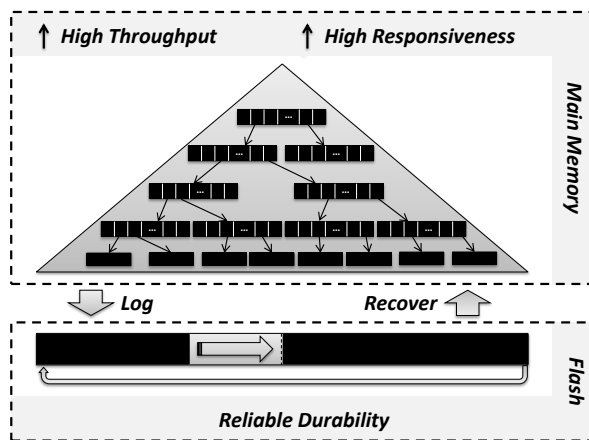 High Throughput
High Responsiveness
Main Memory
...
...
...
...
...
...
...
...
...
Log
Recover
Flash
Reliable Durability